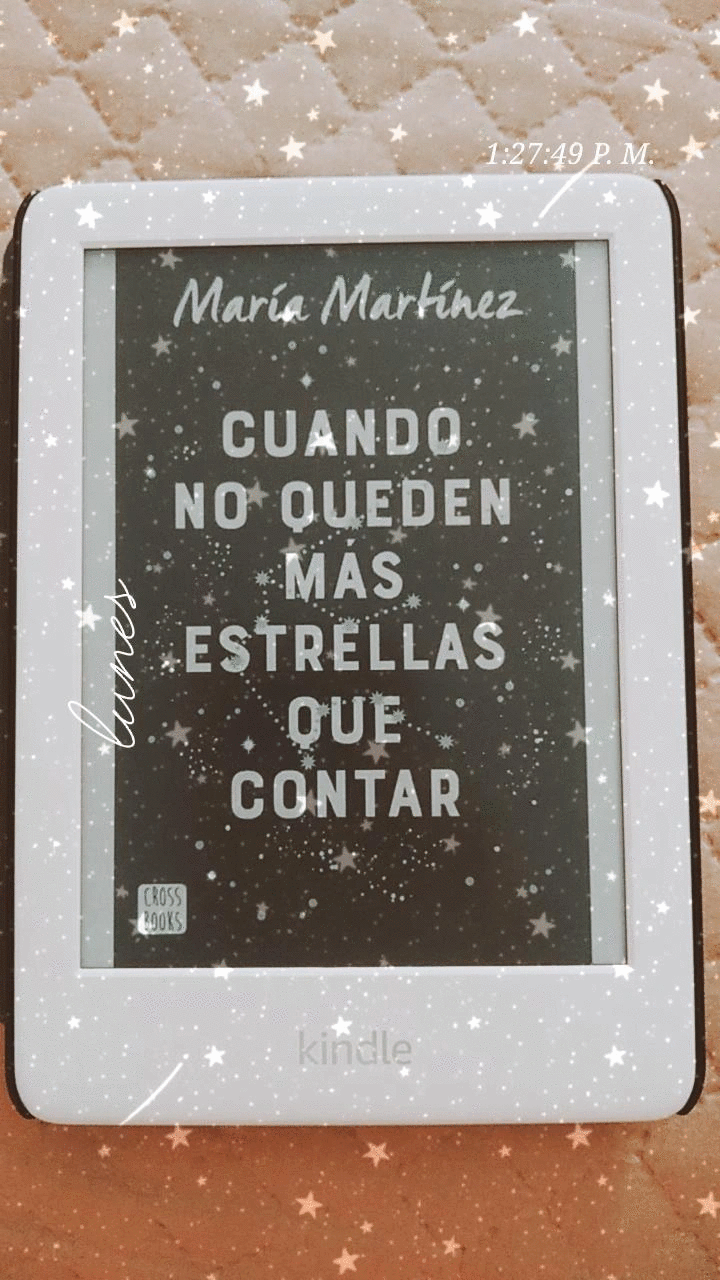 1:27:49 P. M.
María Martínez
CUANDO
NO QUEDEN
MÁS
ESTRELLAS
QUE
CONTAR
lunes
CROSS
BOOKS
kindle